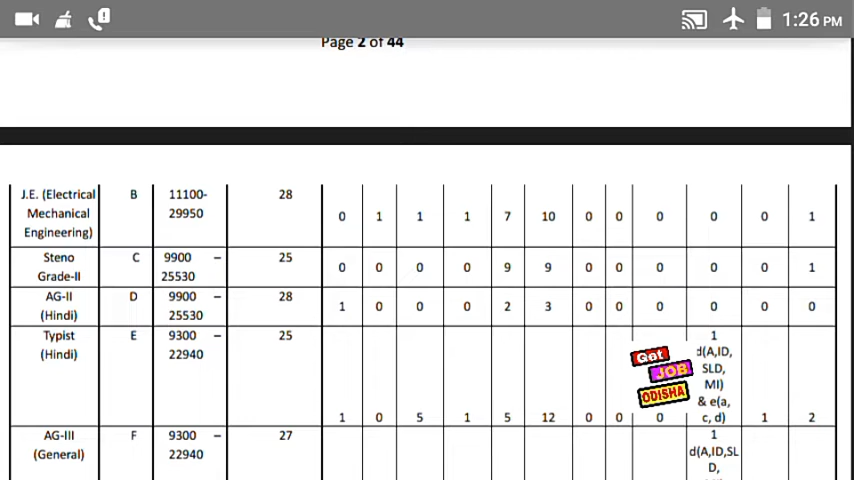 1:26 PM
Page 2 of 44
J.E. (Electrical Mechanical Engineering) B 11100-29950 28 0 1 1 1 7 10 0 0 0 0 0 1
Steno Grade-II C 9900 – 25530 25 0 0 0 0 9 9 0 0 0 0 0 1
AG-II (Hindi) D 9900 – 25530 28 1 0 0 0 2 3 0 0 0 0 0 0
Typist (Hindi) E 9300 – 22940 25 1 0 5 1 5 12 0 0 0 1 d(A,ID, SLD, MI) & e(a, c, d) 1 2
Get
JOB
ODISHA
AG-III (General) F 9300 – 22940 27 1 d(A,ID,SL D,